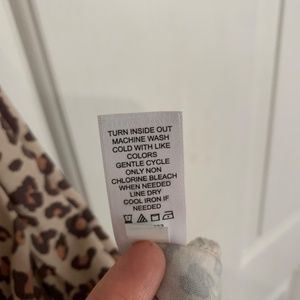 TURN INSIDE OUT
MACHINE WASH
COLD WITH LIKE
COLORS
GENTLE CYCLE
ONLY NON
CHLORINE BLEACH
WHEN NEEDED
LINE DRY
COOL IRON IF
NEEDED